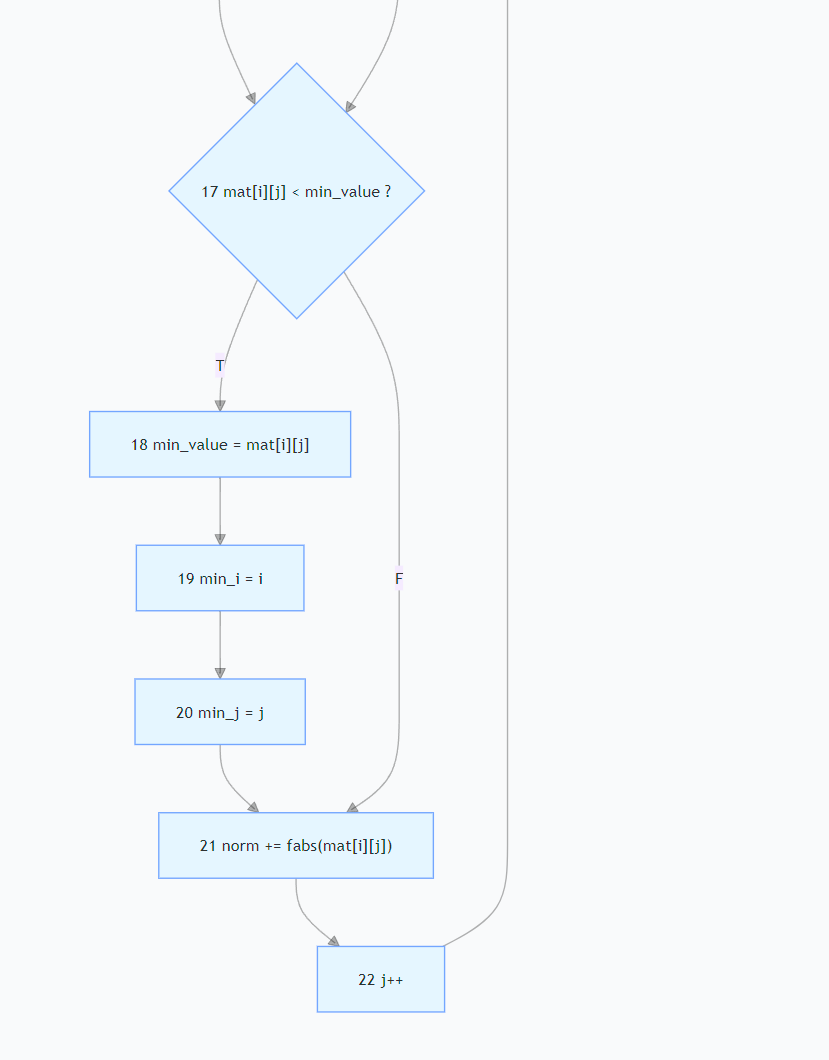 17 mat[i][j] < min_value ?
T
18 min_value = mat[i][j]
19 min_i = i
F
20 min_j = j
21 norm += fabs(mat[i][j])
22 j++